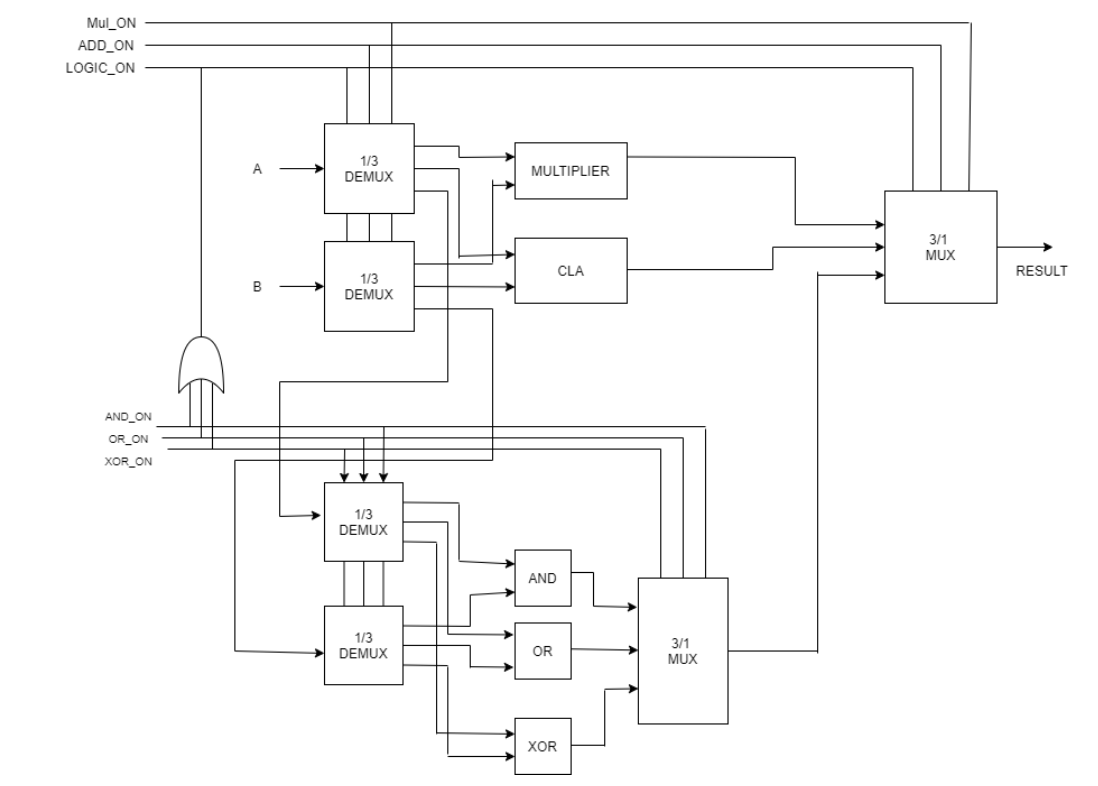 Mul_ON
ADD_ON
LOGIC_ON
A
1/3
DEMUX
MULTIPLIER
B
1/3
DEMUX
CLA
3/1
MUX
RESULT
AND_ON
OR_ON
XOR_ON
1/3
DEMUX
AND
1/3
DEMUX
OR
3/1
MUX
XOR